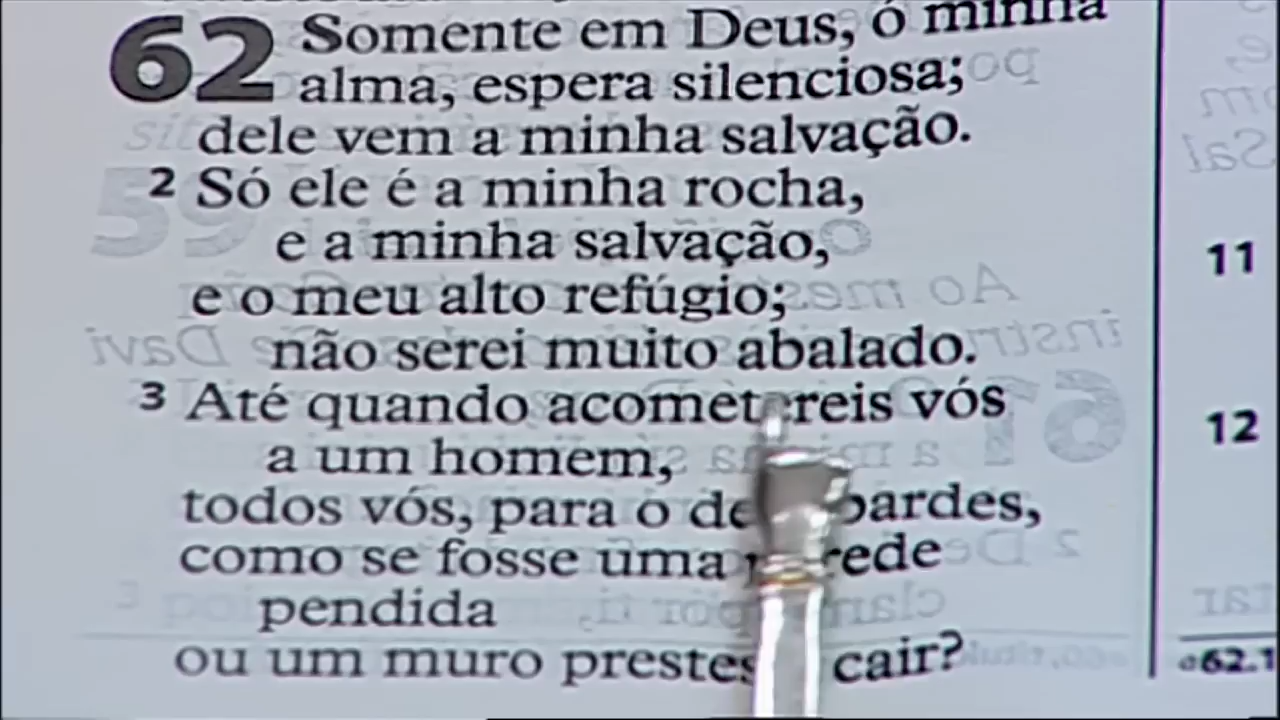 62 Somente em Deus, ó minha
alma, espera silenciosa;
dele vem a minha salvação.
2 Só ele é a minha rocha,
e a minha salvação,
e o meu alto refúgio;
não serei muito abalado.
3 Até quando acometereis vós
a um homem,
todos vós, para o
como se fosse uma
pendida
ou um muro prestes cair?
11
12